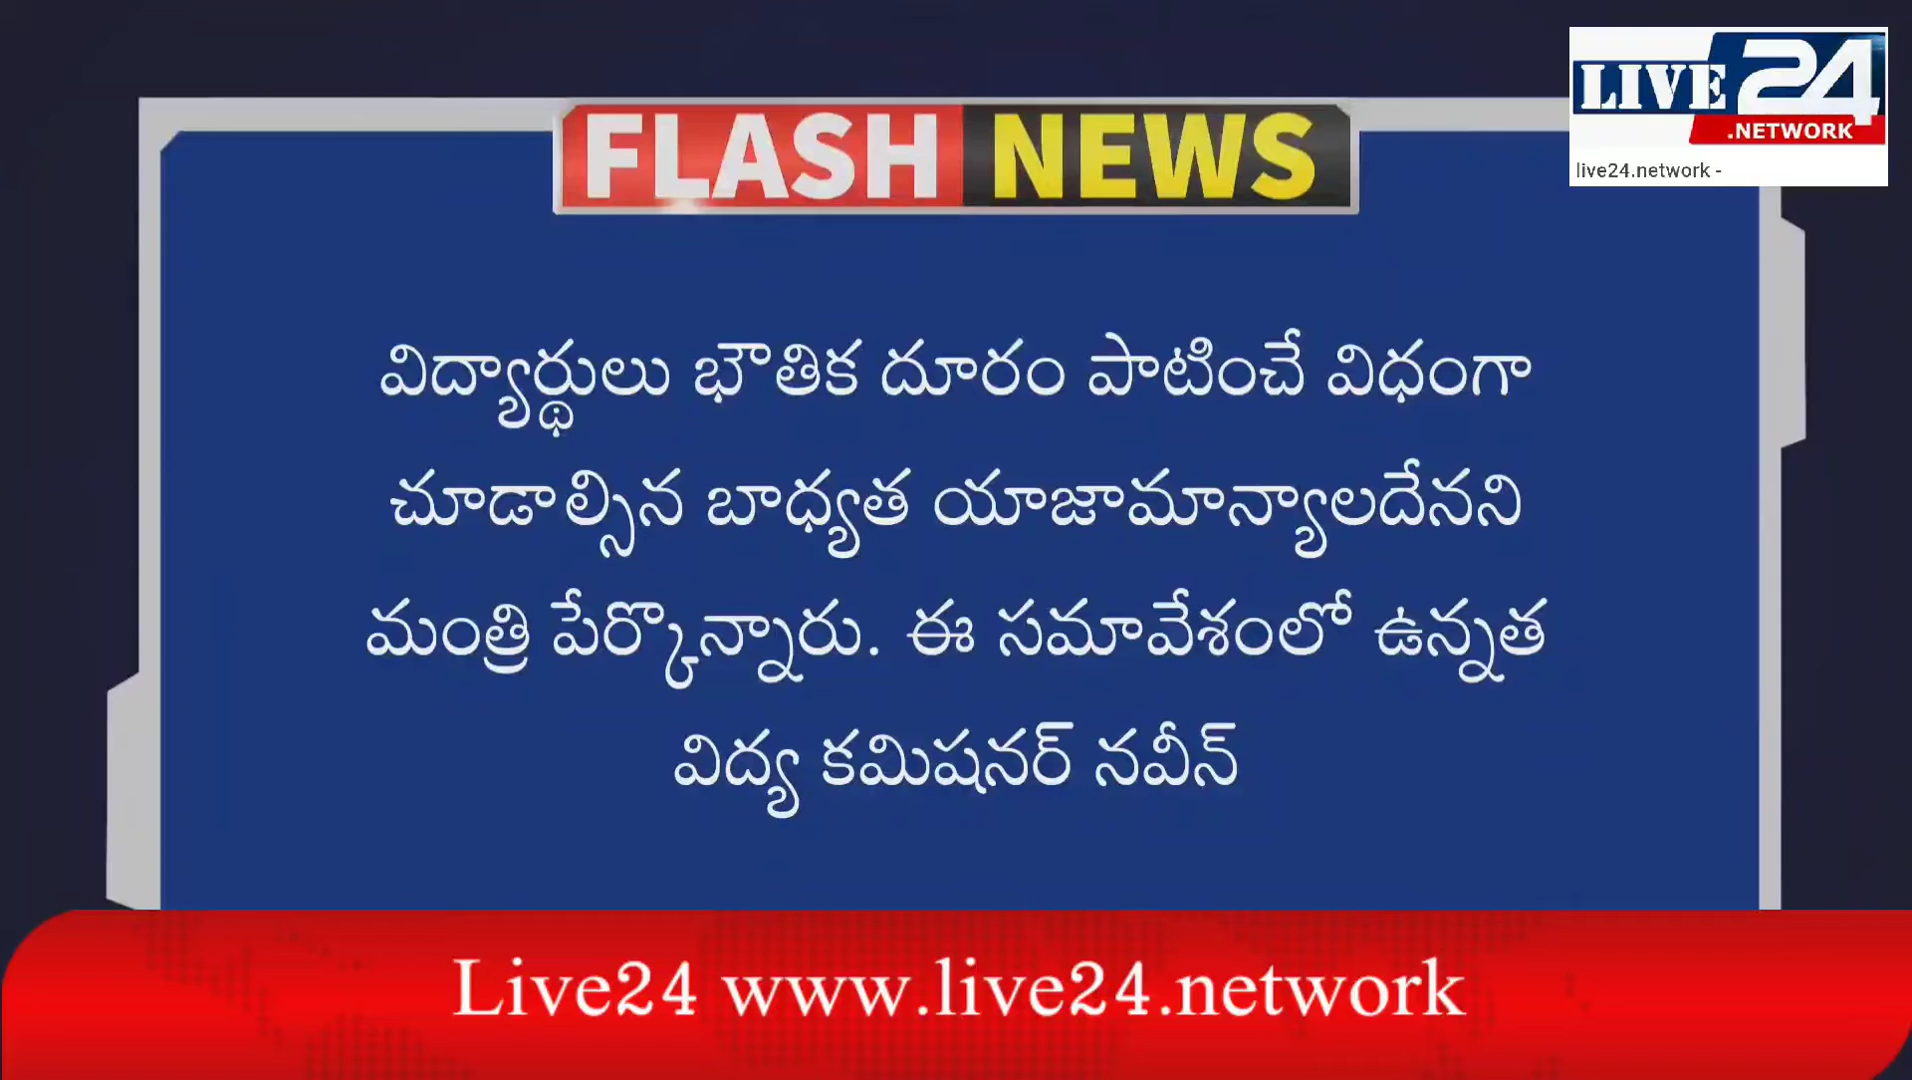 LIVE 24
.NETWORK
live24.network -
FLASH NEWS
విద్యార్థులు భౌతిక దూరం పాటించే విధంగా
చూడాల్సిన బాధ్యత యాజామాన్యాలదేనని
మంత్రి పేర్కొన్నారు. ఈ సమావేశంలో ఉన్నత
విద్య కమిషనర్ నవీన్
Live24 www.live24.network